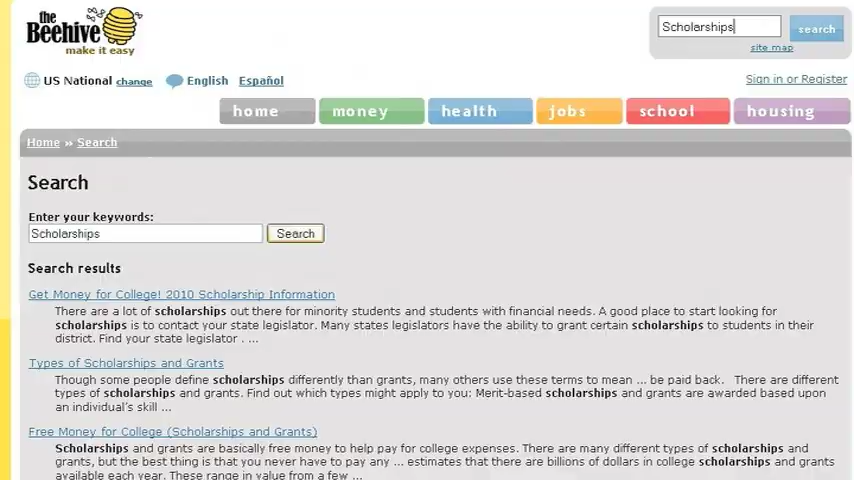 the
Beehive
make it easy
Scholarships
search
site map
US National change English Español
Sign in or Register
home money health jobs school housing
Home » Search
Search
Enter your keywords:
Scholarships Search
Search results
Get Money for College! 2010 Scholarship Information
There are a lot of scholarships out there for minority students and students with financial needs. A good place to start looking for
scholarships is to contact your state legislator. Many states legislators have the ability to grant certain scholarships to students in their
district. Find your state legislator . ...
Types of Scholarships and Grants
Though some people define scholarships differently than grants, many others use these terms to mean ... be paid back. There are different
types of scholarships and grants. Find out which types might apply to you: Merit-based scholarships and grants are awarded based upon
an individual's skill ...
Free Money for College (Scholarships and Grants)
Scholarships and grants are basically free money to help pay for college expenses. There are many different types of scholarships and
grants, but the best thing is that you never have to pay any ... estimates that there are billions of dollars in college scholarships and grants
available each year. These range in value from a few ...